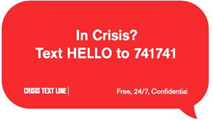 In Crisis?
Text HELLO to 741741
CRISIS TEXT LINE|
Free, 24/7, Confidential